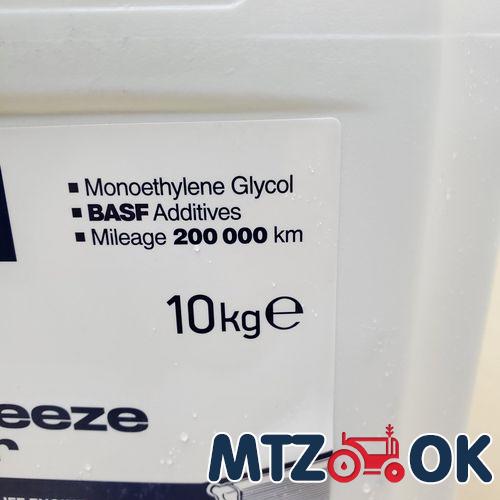 ▪ Monoethylene Glycol
▪ BASF Additives
▪ Mileage 200 000 km
10kg℮
eeze
MTZ OK